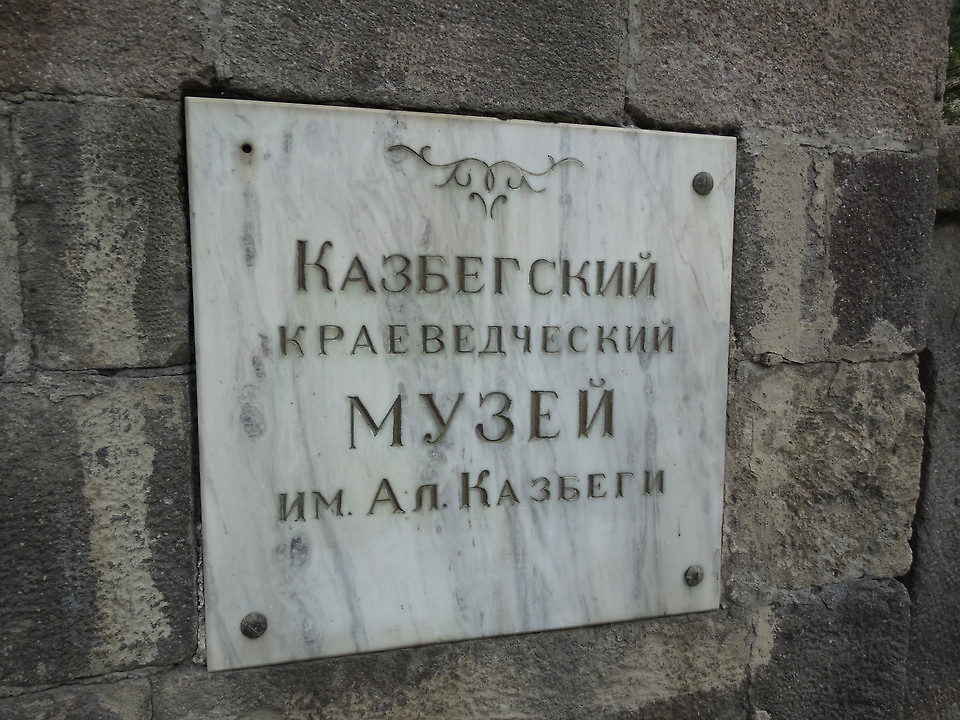 Казбегский
краеведческий
музей
им. Ал. Казбеги